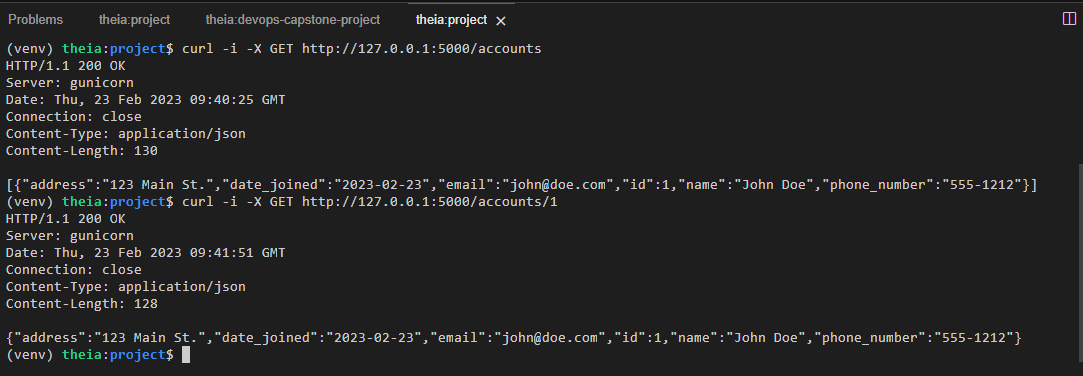 Problems theia:project theia:devops-capstone-project theia:project
(venv) theia:project$ curl -i -X GET http://127.0.0.1:5000/accounts
HTTP/1.1 200 OK
Server: gunicorn
Date: Thu, 23 Feb 2023 09:40:25 GMT
Connection: close
Content-Type: application/json
Content-Length: 130
[{"address":"123 Main St.","date_joined":"2023-02-23","email":"john@doe.com","id":1,"name":"John Doe","phone_number":"555-1212"}]
(venv) theia:project$ curl -i -X GET http://127.0.0.1:5000/accounts/1
HTTP/1.1 200 OK
Server: gunicorn
Date: Thu, 23 Feb 2023 09:41:51 GMT
Connection: close
Content-Type: application/json
Content-Length: 128
{"address":"123 Main St.","date_joined":"2023-02-23","email":"john@doe.com","id":1,"name":"John Doe","phone_number":"555-1212"}
(venv) theia:project$